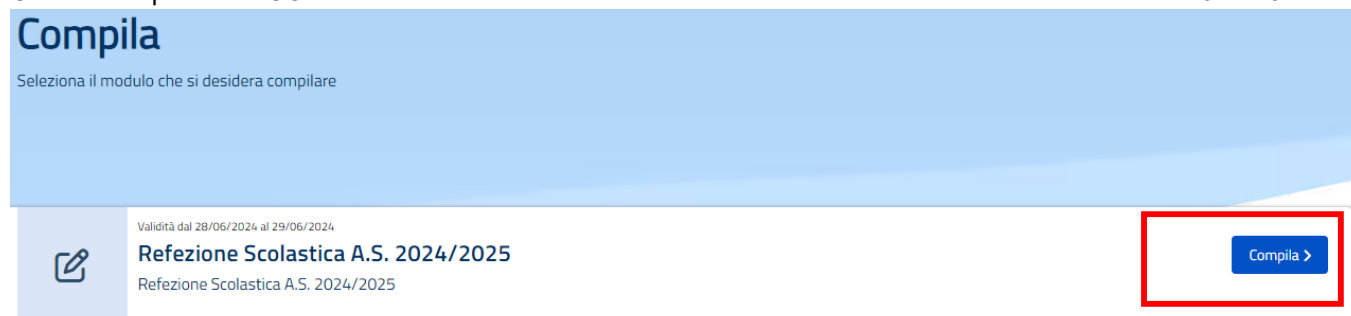 Compila
Seleziona il modulo che si desidera compilare
Validità dal 28/06/2024 al 29/06/2024
Refezione Scolastica A.S. 2024/2025
Compila >
Refezione Scolastica A.S. 2024/2025